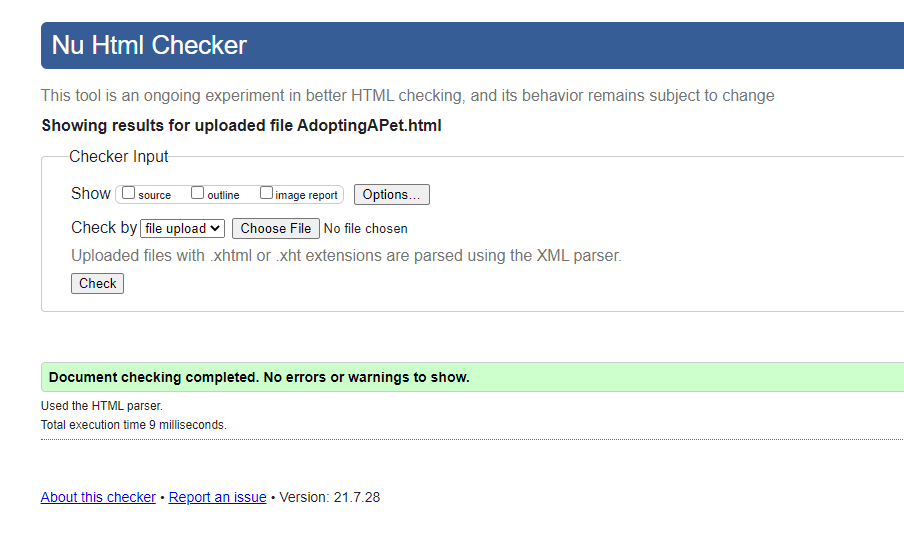 Nu Html Checker
This tool is an ongoing experiment in better HTML checking, and its behavior remains subject to change
Showing results for uploaded file AdoptingAPet.html
Checker Input
Show source outline image report Options...
Check by file upload Choose File No file chosen
Uploaded files with .xhtml or .xht extensions are parsed using the XML parser.
Check
Document checking completed. No errors or warnings to show.
Used the HTML parser.
Total execution time 9 milliseconds.
About this checker • Report an issue • Version: 21.7.28